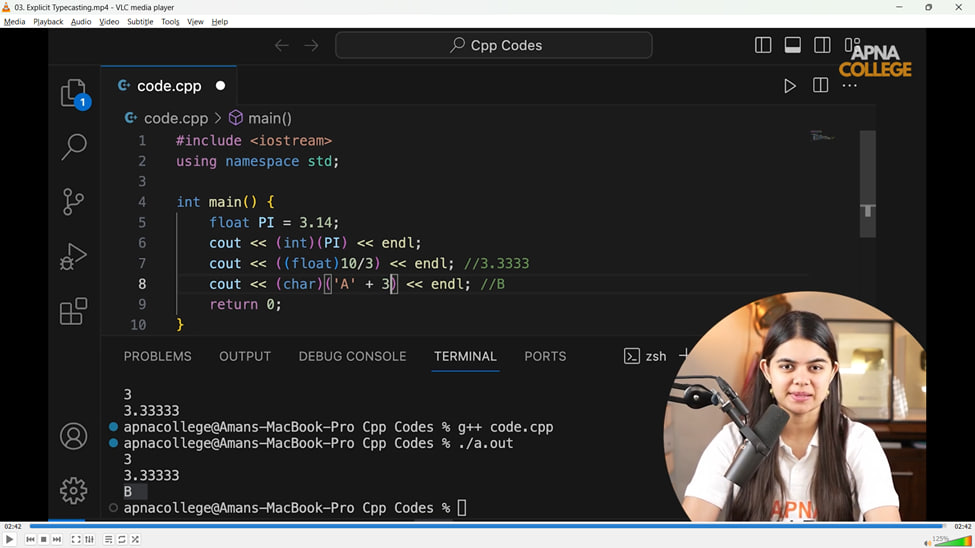 03. Explicit Typecasting.mp4 - VLC media player
Media Playback Audio Video Subtitle Tools View Help
Cpp Codes
APNA
COLLEGE
code.cpp
1
code.cpp > main()
1 #include <iostream>
2 using namespace std;
3
4 int main() {
5 float PI = 3.14;
6 cout << (int)(PI) << endl;
7 cout << ((float)10/3) << endl; //3.3333
8 cout << (char)('A' + 3) << endl; //B
9 return 0;
10 }
PROBLEMS OUTPUT DEBUG CONSOLE TERMINAL PORTS zsh
3
3.33333
apnacollege@Amans-MacBook-Pro Cpp Codes % g++ code.cpp
apnacollege@Amans-MacBook-Pro Cpp Codes % ./a.out
3
3.33333
B
apnacollege@Amans-MacBook-Pro Cpp Codes %
02:42 02:42
125%